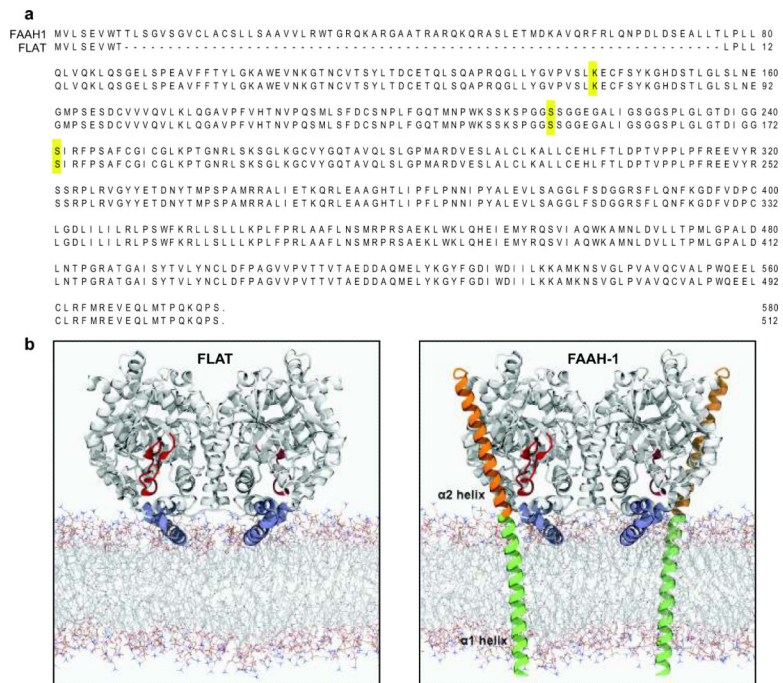 a
FAAH1 MVLSEVWTTLSGVSGVCLACSLLSAAVVLRWTGRQKARGAATRARQKQRASLETMDKAVQRFRLQNPDLDSEALLTLPLL 80
FLAT MVLSEVWT--------------------------------------------------------------------LPLL 12
QLVQKLQSGELSPEAVFFTYLGKAWEVNKGTNCVTSYLTDCETQLSQAPRQGLLYGVPVSLKECFSYKGHDSTLGLSLNE 160
QLVQKLQSGELSPEAVFFTYLGKAWEVNKGTNCVTSYLTDCETQLSQAPRQGLLYGVPVSLKECFSYKGHDSTLGLSLNE 92
GMPSESDCVVVQVLKLQGAVPFVHTNVPQSMLSFDCSNPLFGQTMNPWKSSKSPGGSSGGEGALIGSGGSPLGLGTDIGG 240
GMPSESDCVVVQVLKLQGAVPFVHTNVPQSMLSFDCSNPLFGQTMNPWKSSKSPGGSSGGEGALIGSGGSPLGLGTDIGG 172
SIRFPSAFCGICGLKPTGNRLSKSGLKGCVYGQTAVQLSLGPMARDVESLALCLKALLCEHLFTLDPTVPPLPFREEVYR 320
SIRFPSAFCGICGLKPTGNRLSKSGLKGCVYGQTAVQLSLGPMARDVESLALCLKALLCEHLFTLDPTVPPLPFREEVYR 252
SSRPLRVGYYETDNYTMPSPAMRRALIETKQRLEAAGHTLIPFLPNNIPYALEVLSAGGLFSDGGRSFLQNFKGDFVDPC 400
SSRPLRVGYYETDNYTMPSPAMRRALIETKQRLEAAGHTLIPFLPNNIPYALEVLSAGGLFSDGGRSFLQNFKGDFVDPC 332
LGDLILILRLPSWFKRLLSLLLKPLFPRLAAFLNSMRPRSAEKLWKLQHEIEMYRQSVIAQWKAMNLDVLLTPMLGPALD 480
LGDLILILRLPSWFKRLLSLLLKPLFPRLAAFLNSMRPRSAEKLWKLQHEIEMYRQSVIAQWKAMNLDVLLTPMLGPALD 412
LNTPGRATGAISYTVLYNCLDFPAGVVPVTTVTAEDDAQMELYKGYFGDIWDIILKKAMKNSVGLPVAVQCVALPWQEEL 560
LNTPGRATGAISYTVLYNCLDFPAGVVPVTTVTAEDDAQMELYKGYFGDIWDIILKKAMKNSVGLPVAVQCVALPWQEEL 492
CLRFMREVEQLMTPQKQPS. 580
CLRFMREVEQLMTPQKQPS. 512
b
FLAT
FAAH-1
α2 helix
α1 helix